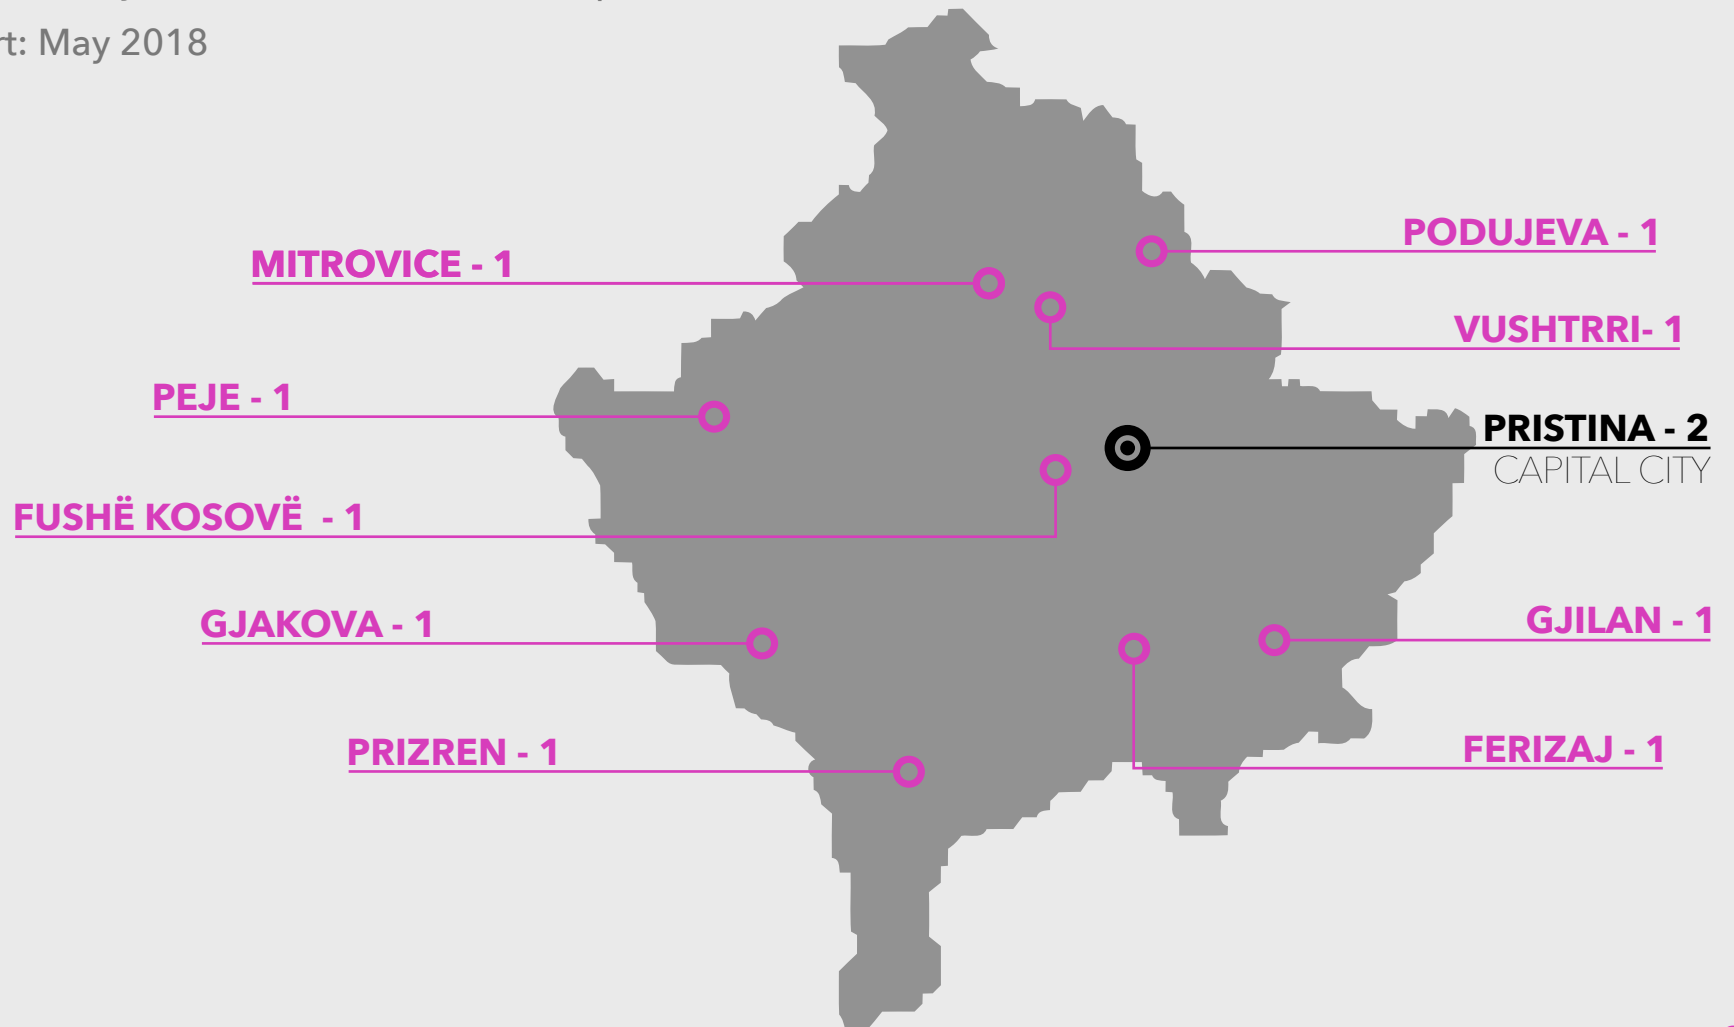 May 2018
MITROVICE - 1
PODUJEVA - 1
VUSHTRRI- 1
PEJE - 1
PRISTINA - 2
CAPITAL CITY
FUSHË KOSOVË - 1
GJAKOVA - 1
GJILAN - 1
PRIZREN - 1
FERIZAJ - 1